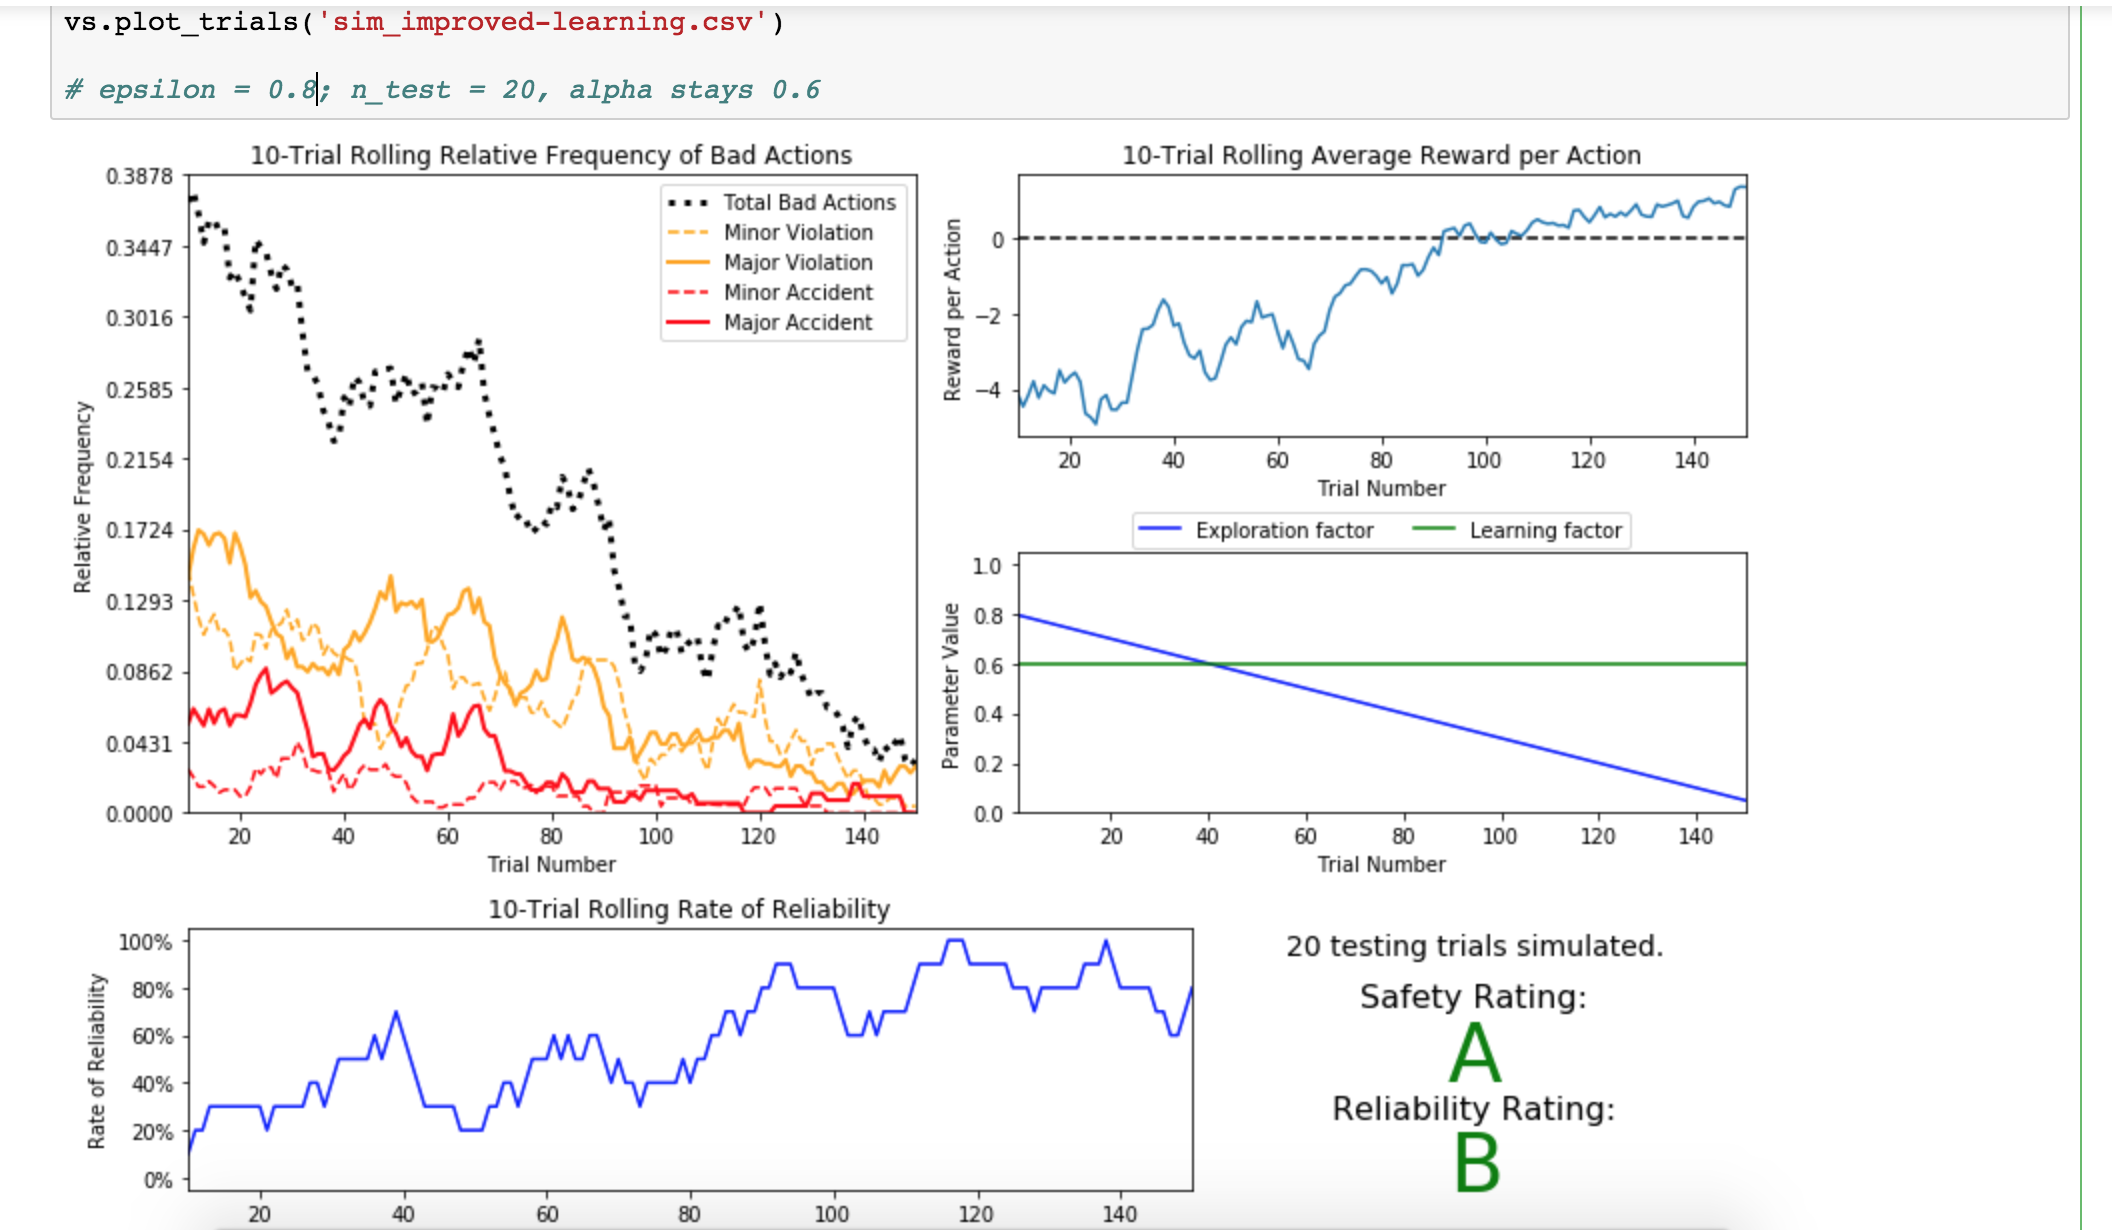 vs.plot_trials('sim_improved-learning.csv')
# epsilon = 0.8; n_test = 20, alpha stays 0.6
10-Trial Rolling Relative Frequency of Bad Actions
0.3878
0.3447
0.3016
0.2585
0.2154
0.1724
0.1293
0.0862
0.0431
0.0000
Relative Frequency
Total Bad Actions
Minor Violation
Major Violation
Minor Accident
Major Accident
20 40 60 80 100 120 140
Trial Number
10-Trial Rolling Average Reward per Action
0
−2
−4
Reward per Action
20 40 60 80 100 120 140
Trial Number
Exploration factor Learning factor
1.0
0.8
0.6
0.4
0.2
0.0
Parameter Value
20 40 60 80 100 120 140
Trial Number
10-Trial Rolling Rate of Reliability
100%
80%
60%
40%
20%
0%
Rate of Reliability
20 40 60 80 100 120 140
20 testing trials simulated.
Safety Rating:
A
Reliability Rating:
B